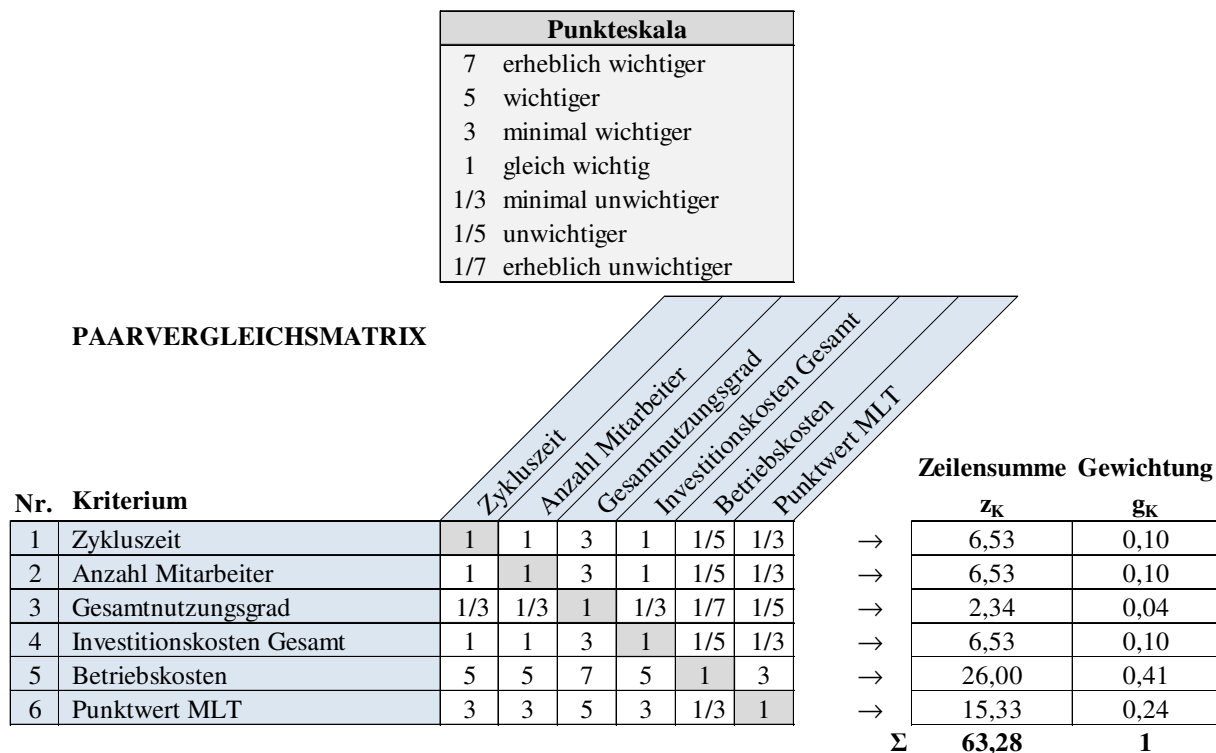 Punkteskala
7 erheblich wichtiger
5 wichtiger
3 minimal wichtiger
1 gleich wichtig
1/3 minimal unwichtiger
1/5 unwichtiger
1/7 erheblich unwichtiger
PAARVERGLEICHSMATRIX
Zykluszeit
Anzahl Mitarbeiter
Gesamtnutzungsgrad
Investitionskosten Gesamt
Betriebskosten
Punktwert MLT
Zeilensumme Gewichtung
Nr. Kriterium zK gK
1 Zykluszeit 1 1 3 1 1/5 1/3 → 6,53 0,10
2 Anzahl Mitarbeiter 1 1 3 1 1/5 1/3 → 6,53 0,10
3 Gesamtnutzungsgrad 1/3 1/3 1 1/3 1/7 1/5 → 2,34 0,04
4 Investitionskosten Gesamt 1 1 3 1 1/5 1/3 → 6,53 0,10
5 Betriebskosten 5 5 7 5 1 3 → 26,00 0,41
6 Punktwert MLT 3 3 5 3 1/3 1 → 15,33 0,24
Σ 63,28 1